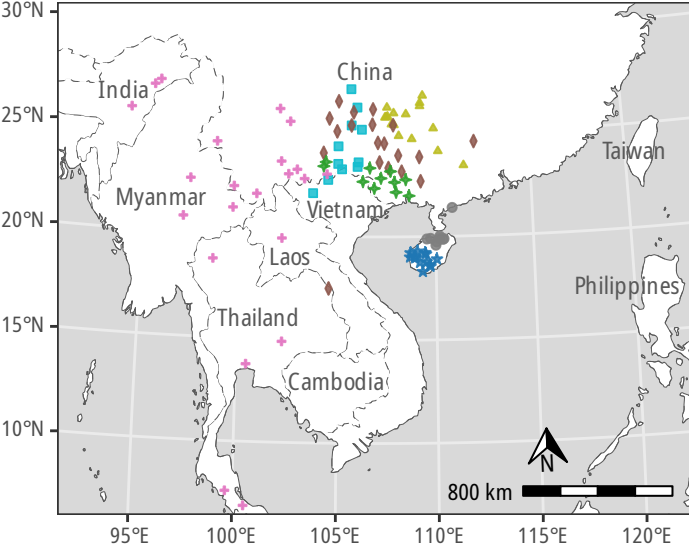 30°N
China
India
25°N
Taiwan
Myanmar
Vietnam
20°N
Laos
Philippines
Thailand
15°N
Cambodia
10°N
N
800 km
95°E 100°E 105°E 110°E 115°E 120°E